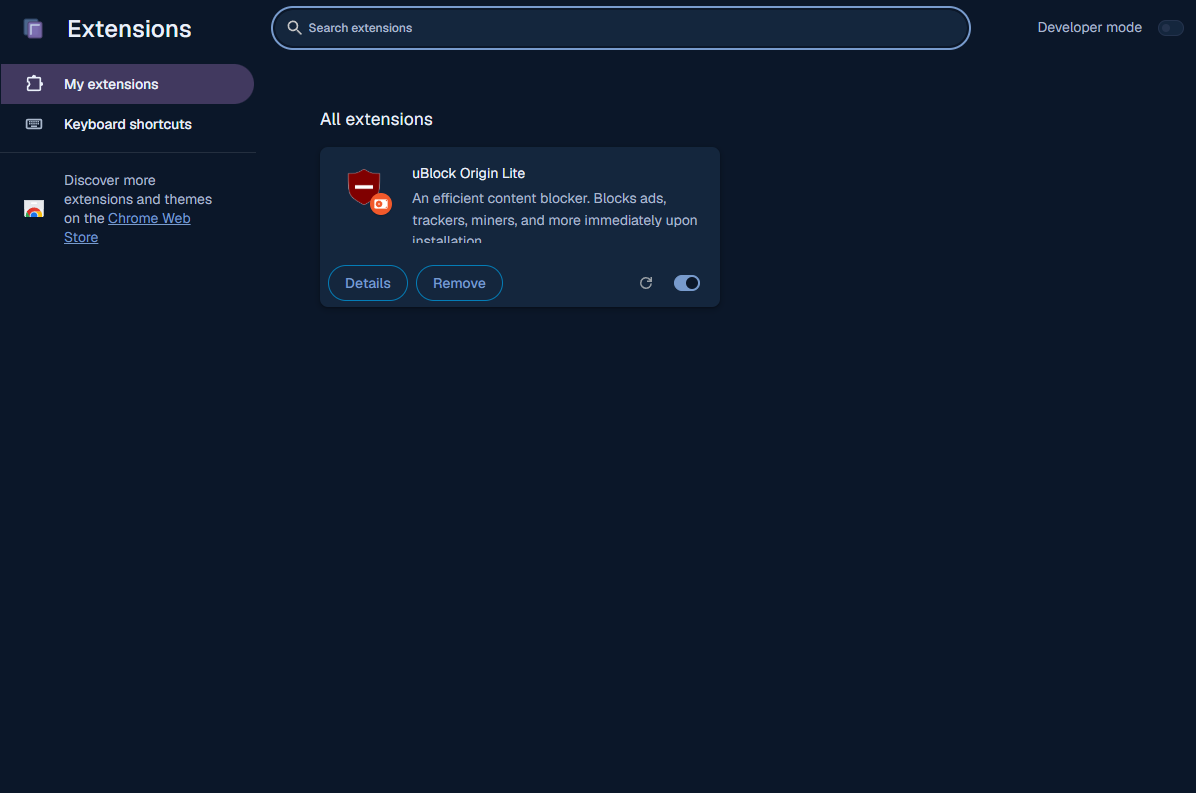 Extensions
Search extensions
Developer mode
My extensions
Keyboard shortcuts
Discover more
extensions and themes
on the Chrome Web
Store
All extensions
uBlock Origin Lite
An efficient content blocker. Blocks ads,
trackers, miners, and more immediately upon
installation
Details
Remove